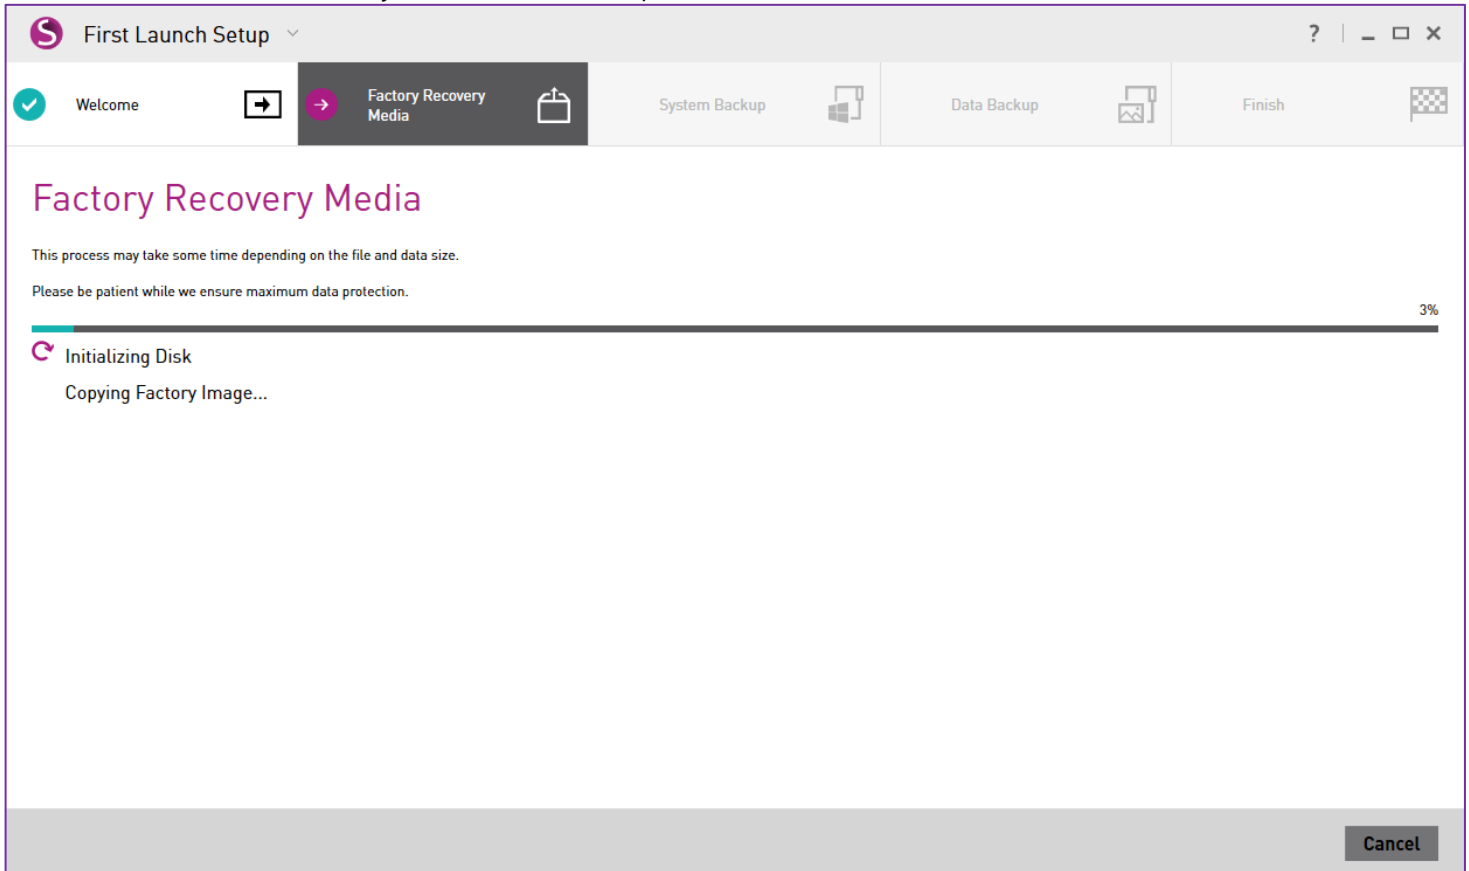 S First Launch Setup ?
Welcome
Factory Recovery
Media
System Backup
Data Backup
Finish
Factory Recovery Media
This process may take some time depending on the file and data size.
Please be patient while we ensure maximum data protection.
3%
Initializing Disk
Copying Factory Image...
Cancel